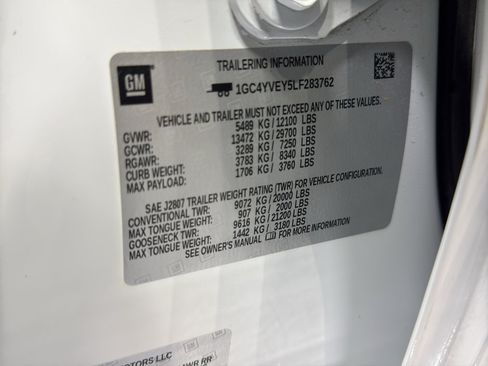 TRAILERING INFORMATION
GM
1GC4YVEY5LF283762
VEHICLE AND TRAILER MUST NOT EXCEED ANY OF THESE VALUES.
GVWR: 5489 KG / 12100 LBS
GCWR: 13472 KG / 29700 LBS
RGAWR: 3289 KG / 7250 LBS
CURB WEIGHT: 3783 KG / 8340 LBS
MAX PAYLOAD: 1706 KG / 3760 LBS
SAE J2807 TRAILER WEIGHT RATING (TWR) FOR VEHICLE CONFIGURATION.
CONVENTIONAL TWR: 9072 KG / 20000 LBS
MAX TONGUE WEIGHT: 907 KG / 2000 LBS
GOOSENECK TWR: 9616 KG / 21200 LBS
MAX TONGUE WEIGHT: 1442 KG / 3180 LBS
SEE OWNER'S MANUAL FOR MORE INFORMATION
TORS LLC
WR RR